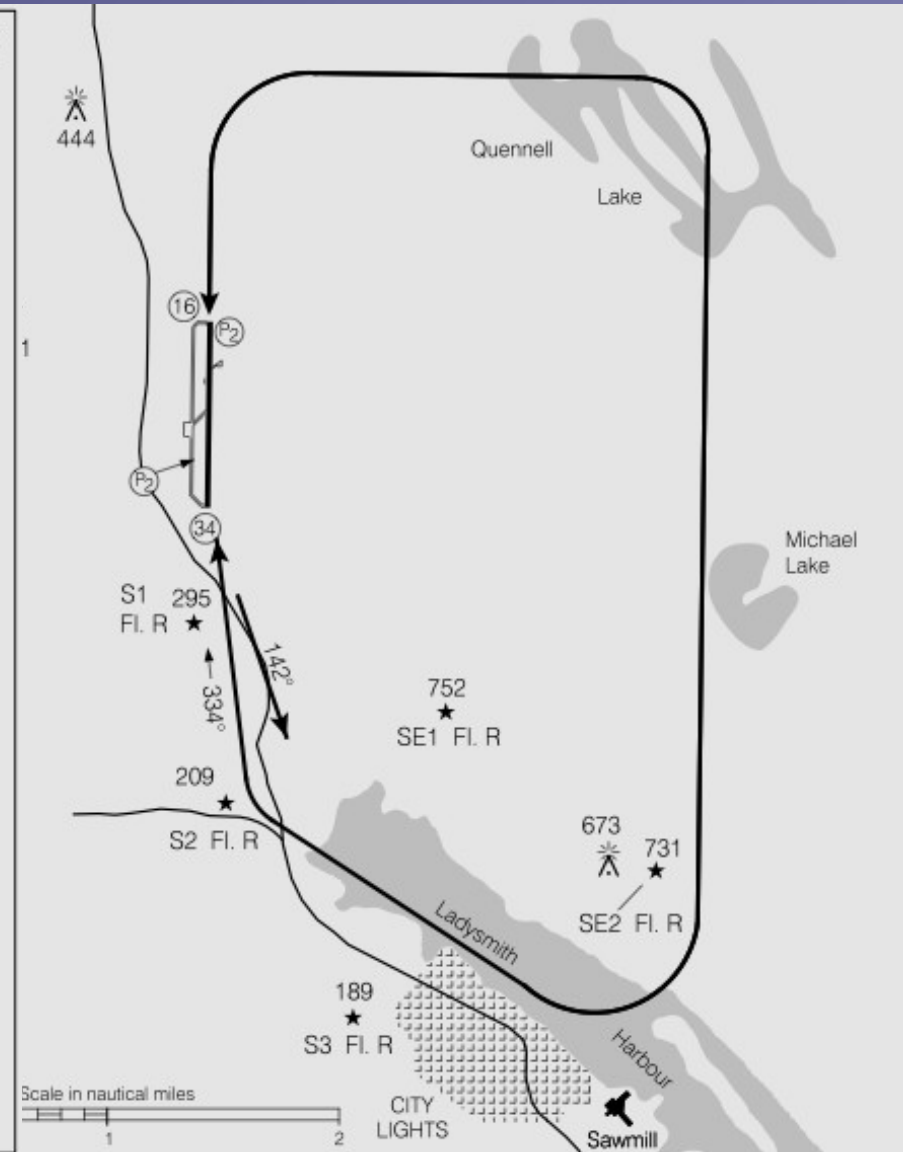 444
Quennell
Lake
16
P2
1
P2
34
Michael
Lake
S1 295
Fl. R
142°
334°
752
SE1 Fl. R
209
S2 Fl. R
673
731
SE2 Fl. R
Ladysmith
189
S3 Fl. R
Harbour
Scale in nautical miles
1
2
CITY
LIGHTS
Sawmill